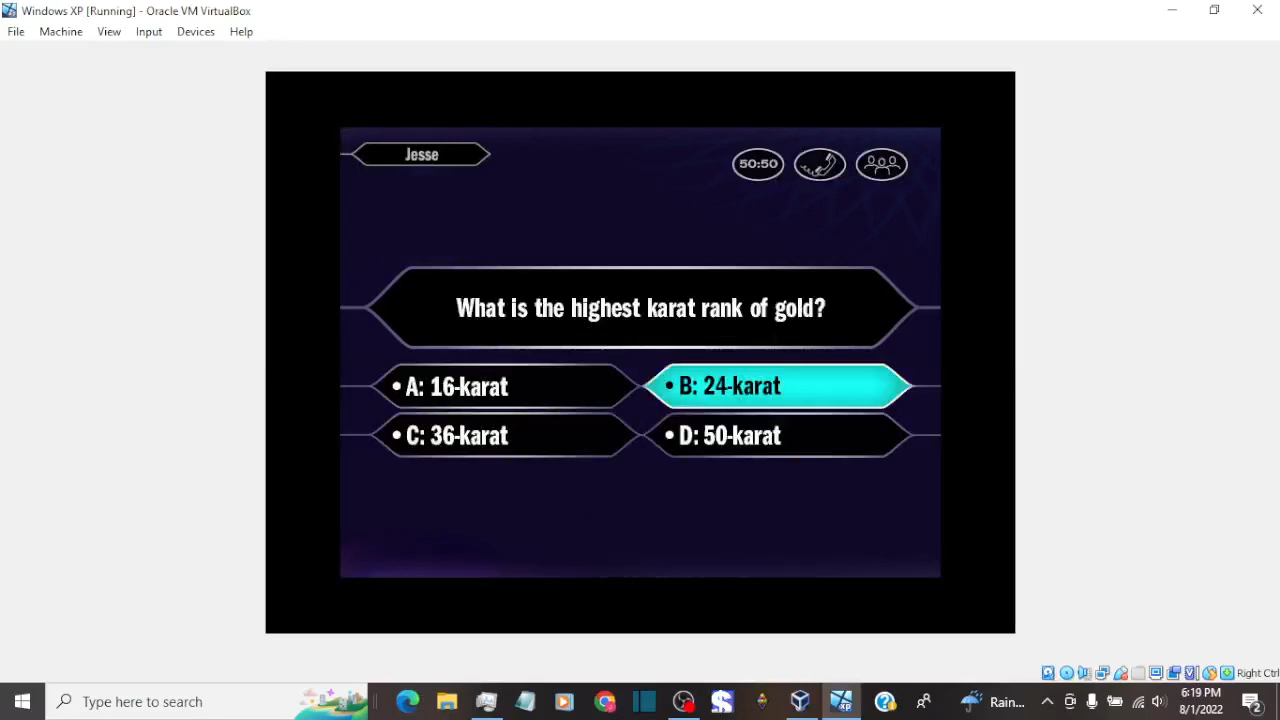 Windows XP [Running] - Oracle VM VirtualBox
File Machine View Input Devices Help
Jesse
50:50
What is the highest karat rank of gold?
• A: 16-karat
• B: 24-karat
• C: 36-karat
• D: 50-karat
Right Ctrl
Type here to search
XP
Rain...
6:19 PM
8/1/2022
2